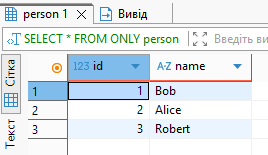 person 1 Вивід
SELECT * FROM ONLY person Введіть ви
Сітка
Текст
123 id A-Z name
1 1 Bob
2 2 Alice
3 3 Robert